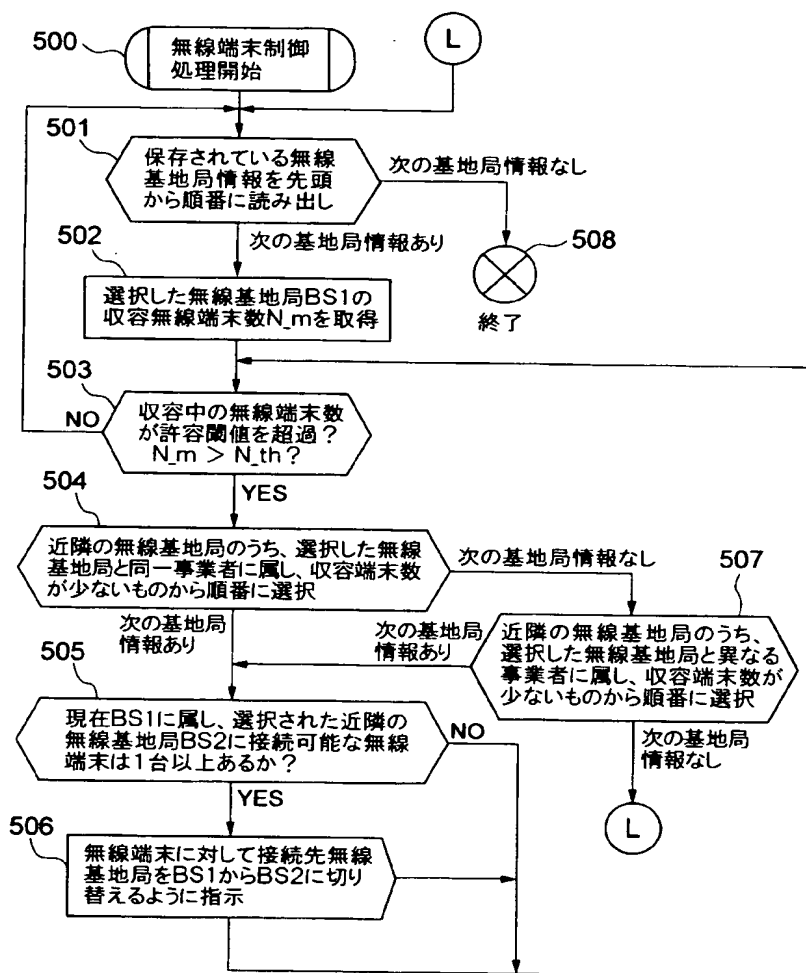 500
無線端末制御
処理開始
L
501
保存されている無線
基地局情報を先頭
から順番に読み出し
次の基地局情報なし
次の基地局情報あり
508
終了
502
選択した無線基地局BS1の
収容無線端末数N_mを取得
503
NO
収容中の無線端末数
が許容閾値を超過?
N_m > N_th?
YES
504
近隣の無線基地局のうち、選択した無線
基地局と同一事業者に属し、収容端末数
が少ないものから順番に選択
次の基地局情報なし
507
次の基地局
情報あり
次の基地局
情報あり
近隣の無線基地局のうち、
選択した無線基地局と異なる
事業者に属し、収容端末数が
少ないものから順番に選択
505
現在BS1に属し、選択された近隣の
無線基地局BS2に接続可能な無線
端末は1台以上あるか?
NO
次の基地局
情報なし
L
YES
506
無線端末に対して接続先無線
基地局をBS1からBS2に切り
替えるように指示